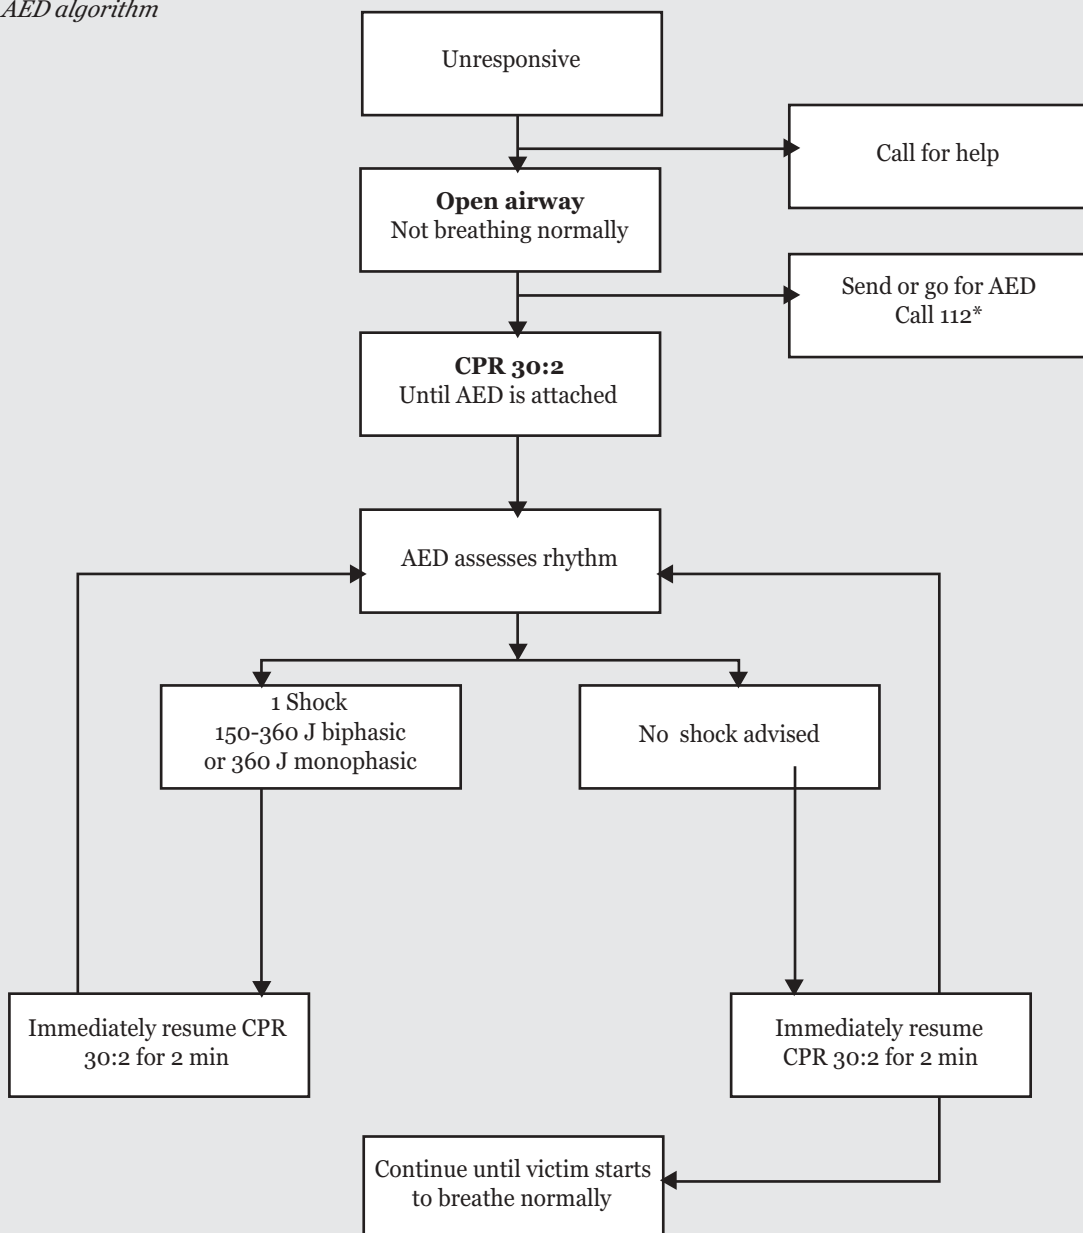 AED algorithm
Unresponsive
Call for help
Open airway
Not breathing normally
Send or go for AED
Call 112*
CPR 30:2
Until AED is attached
AED assesses rhythm
1 Shock
150-360 J biphasic
or 360 J monophasic
No shock advised
Immediately resume CPR
30:2 for 2 min
Immediately resume
CPR 30:2 for 2 min
Continue until victim starts
to breathe normally